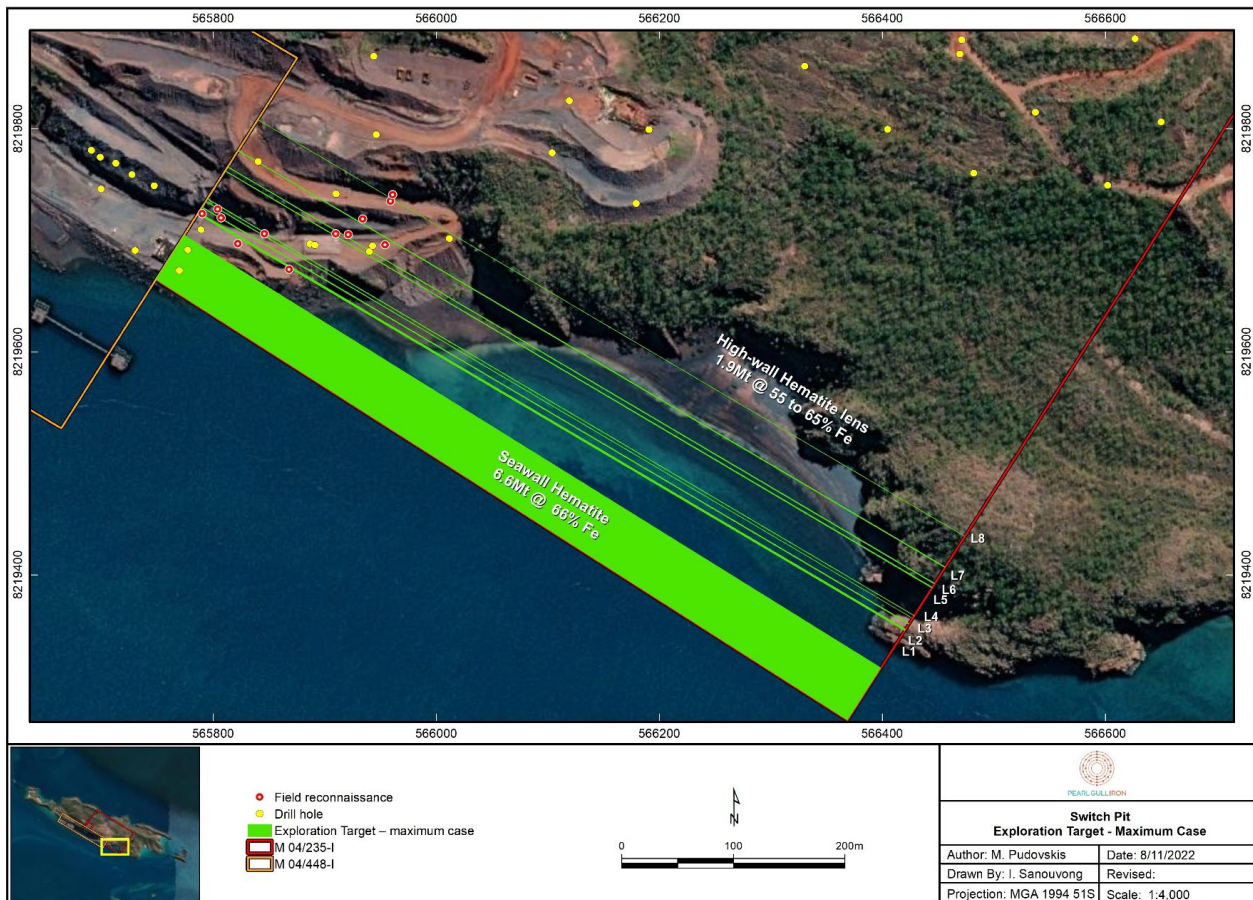 565800 566000 566200 566400 566600
8219800
8219600
8219400
8219800
8219600
8219400
High-wall Hematite lens
1.9Mt @ 55 to 65% Fe
Seawall Hematite
6.6Mt @ 66% Fe
L8
L7
L6
L5
L4
L3
L2
L1
565800 566000 566200 566400 566600
Field reconnaissance
Drill hole
Exploration Target – maximum case
M 04/235-I
M 04/448-I
N
0 100 200m
PEARL GULL IRON
Switch Pit
Exploration Target - Maximum Case
Author: M. Pudovskis Date: 8/11/2022
Drawn By: I. Sanouvong Revised:
Projection: MGA 1994 51S Scale: 1:4,000